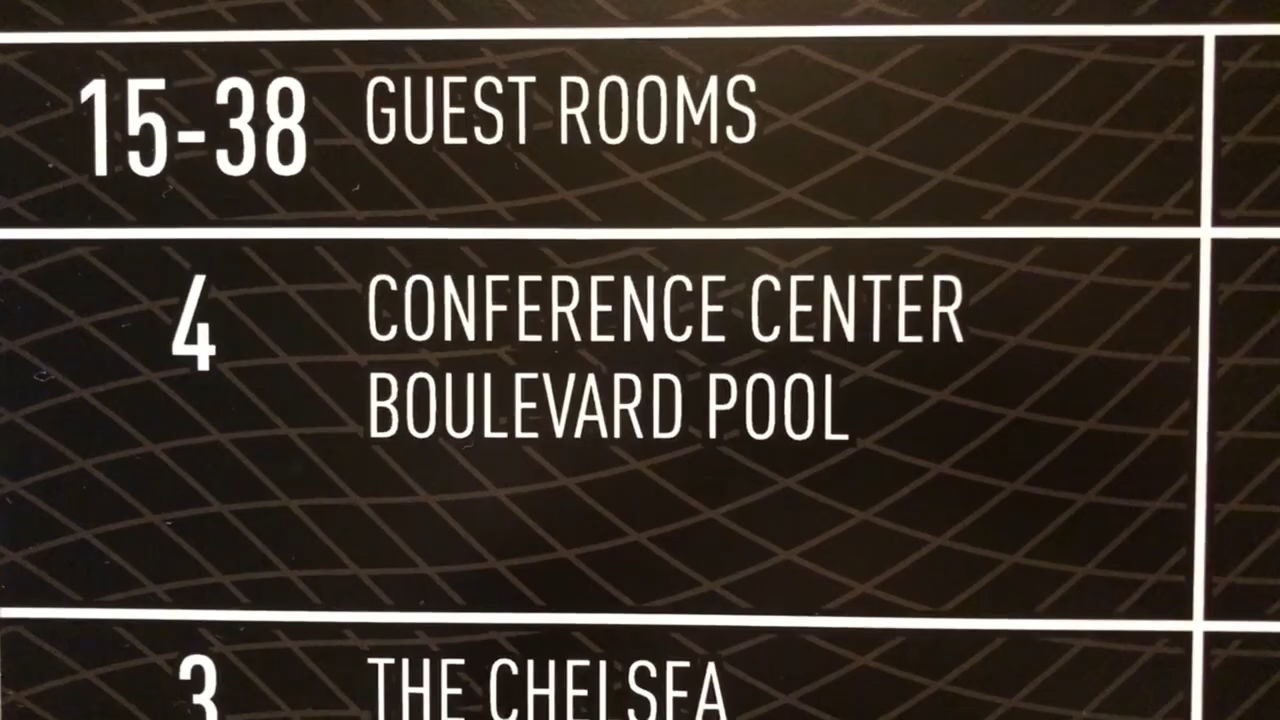 15-38 GUEST ROOMS
4 CONFERENCE CENTER
BOULEVARD POOL
3 THE CHELSEA